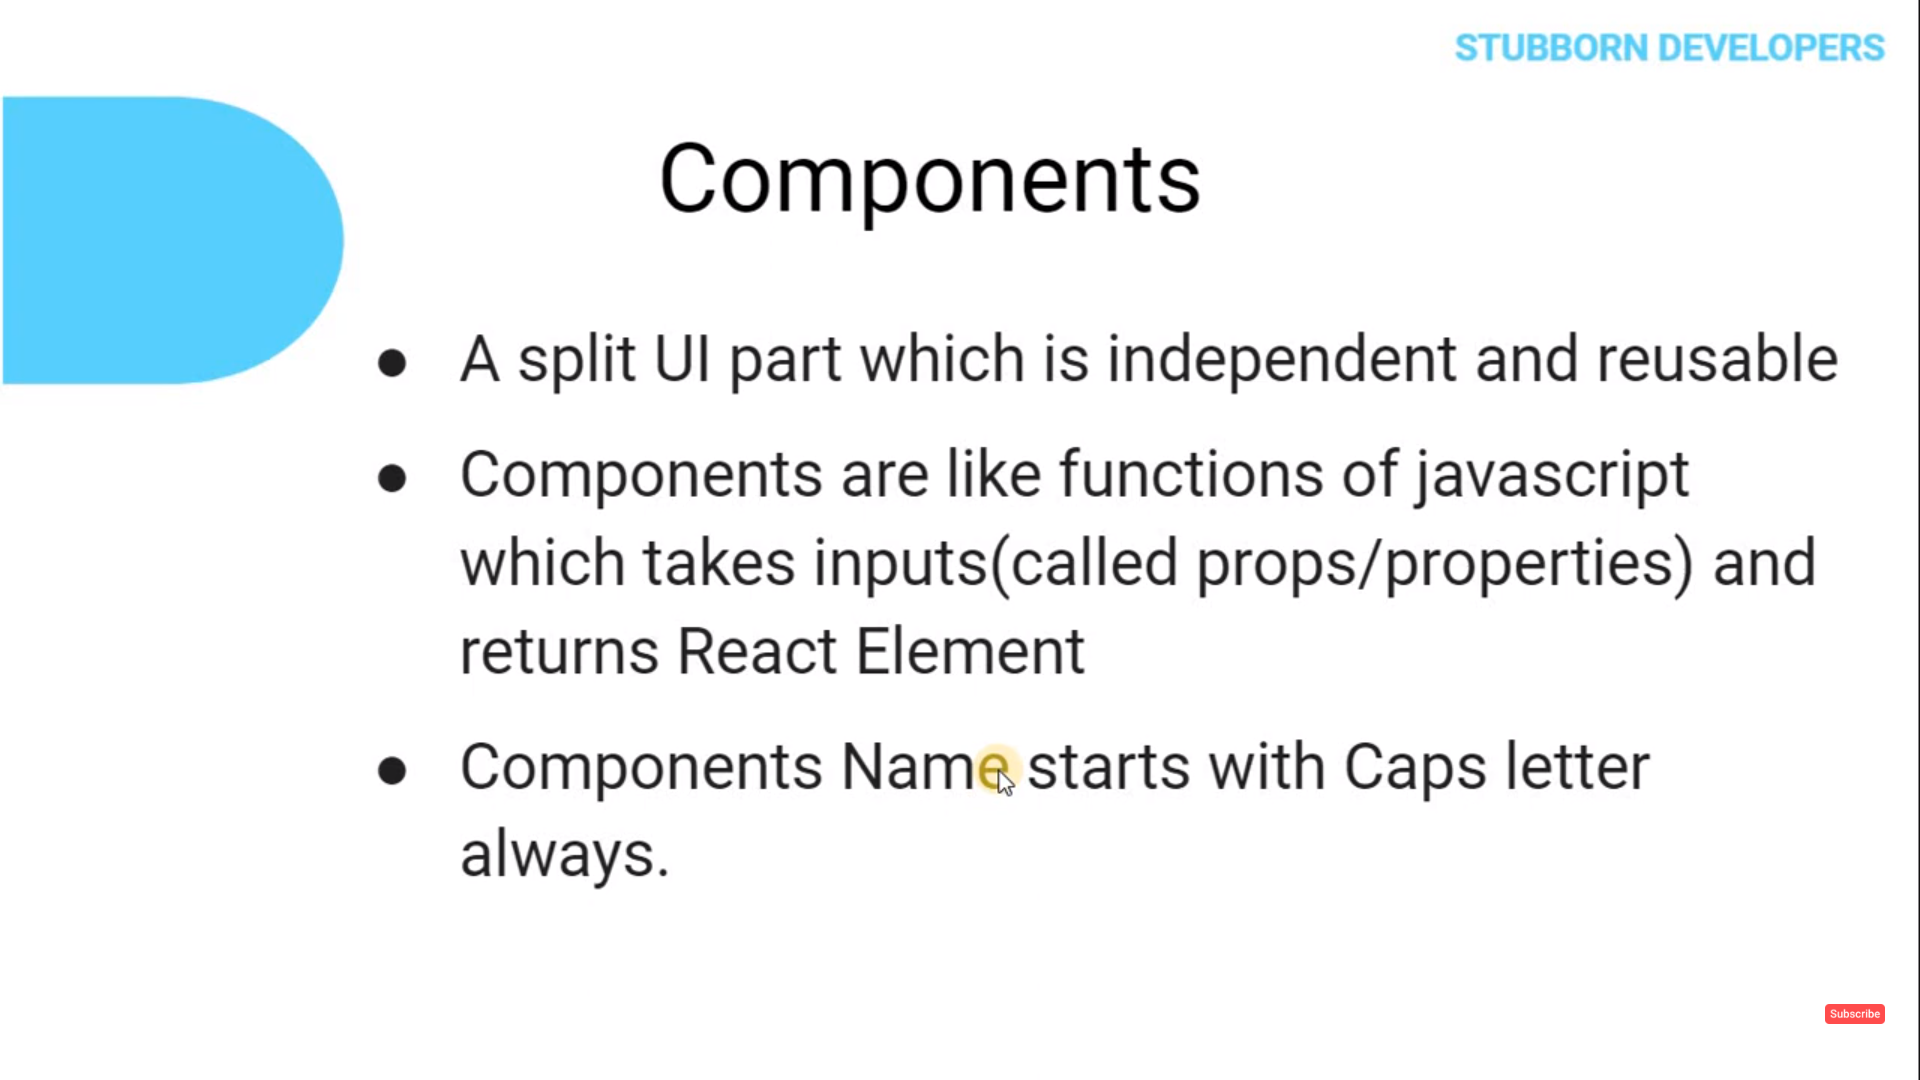 STUBBORN DEVELOPERS
Components
● A split UI part which is independent and reusable
● Components are like functions of javascript
which takes inputs(called props/properties) and
returns React Element
● Components Name starts with Caps letter
always.
Subscribe